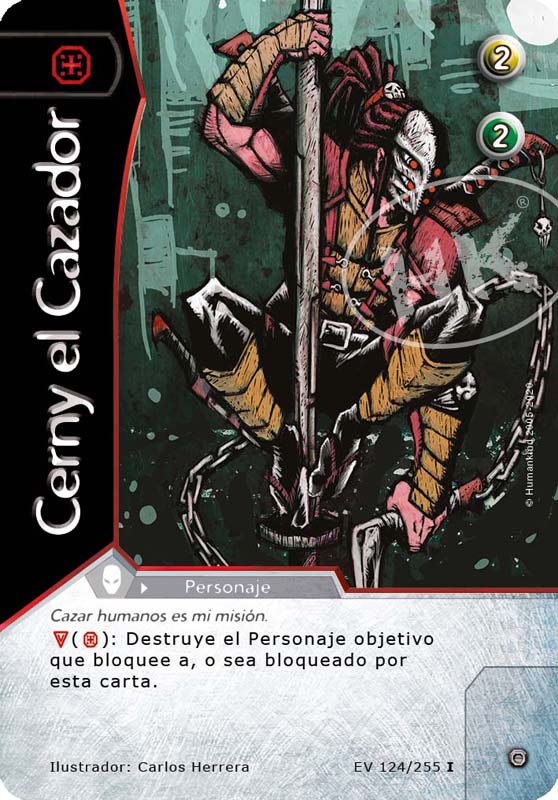 Cerny el Cazador
2
2
HK®
© Humankind 2005-2020
Personaje
Cazar humanos es mi misión.
( ): Destruye el Personaje objetivo
que bloquee a, o sea bloqueado por
esta carta.
Ilustrador: Carlos Herrera
EV 124/255 I